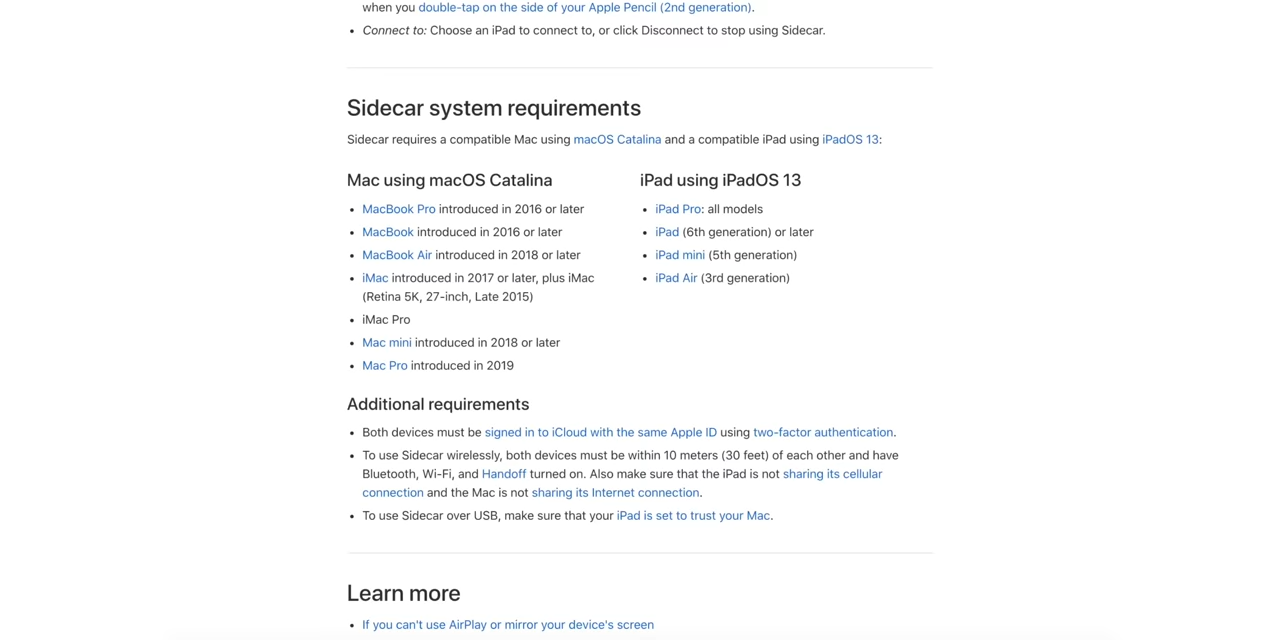 when you double-tap on the side of your Apple Pencil (2nd generation).
• Connect to: Choose an iPad to connect to, or click Disconnect to stop using Sidecar.
Sidecar system requirements
Sidecar requires a compatible Mac using macOS Catalina and a compatible iPad using iPadOS 13:
Mac using macOS Catalina
• MacBook Pro introduced in 2016 or later
• MacBook introduced in 2016 or later
• MacBook Air introduced in 2018 or later
• iMac introduced in 2017 or later, plus iMac
(Retina 5K, 27-inch, Late 2015)
• iMac Pro
• Mac mini introduced in 2018 or later
• Mac Pro introduced in 2019
iPad using iPadOS 13
• iPad Pro: all models
• iPad (6th generation) or later
• iPad mini (5th generation)
• iPad Air (3rd generation)
Additional requirements
• Both devices must be signed in to iCloud with the same Apple ID using two-factor authentication.
• To use Sidecar wirelessly, both devices must be within 10 meters (30 feet) of each other and have
Bluetooth, Wi-Fi, and Handoff turned on. Also make sure that the iPad is not sharing its cellular
connection and the Mac is not sharing its Internet connection.
• To use Sidecar over USB, make sure that your iPad is set to trust your Mac.
Learn more
• If you can't use AirPlay or mirror your device's screen